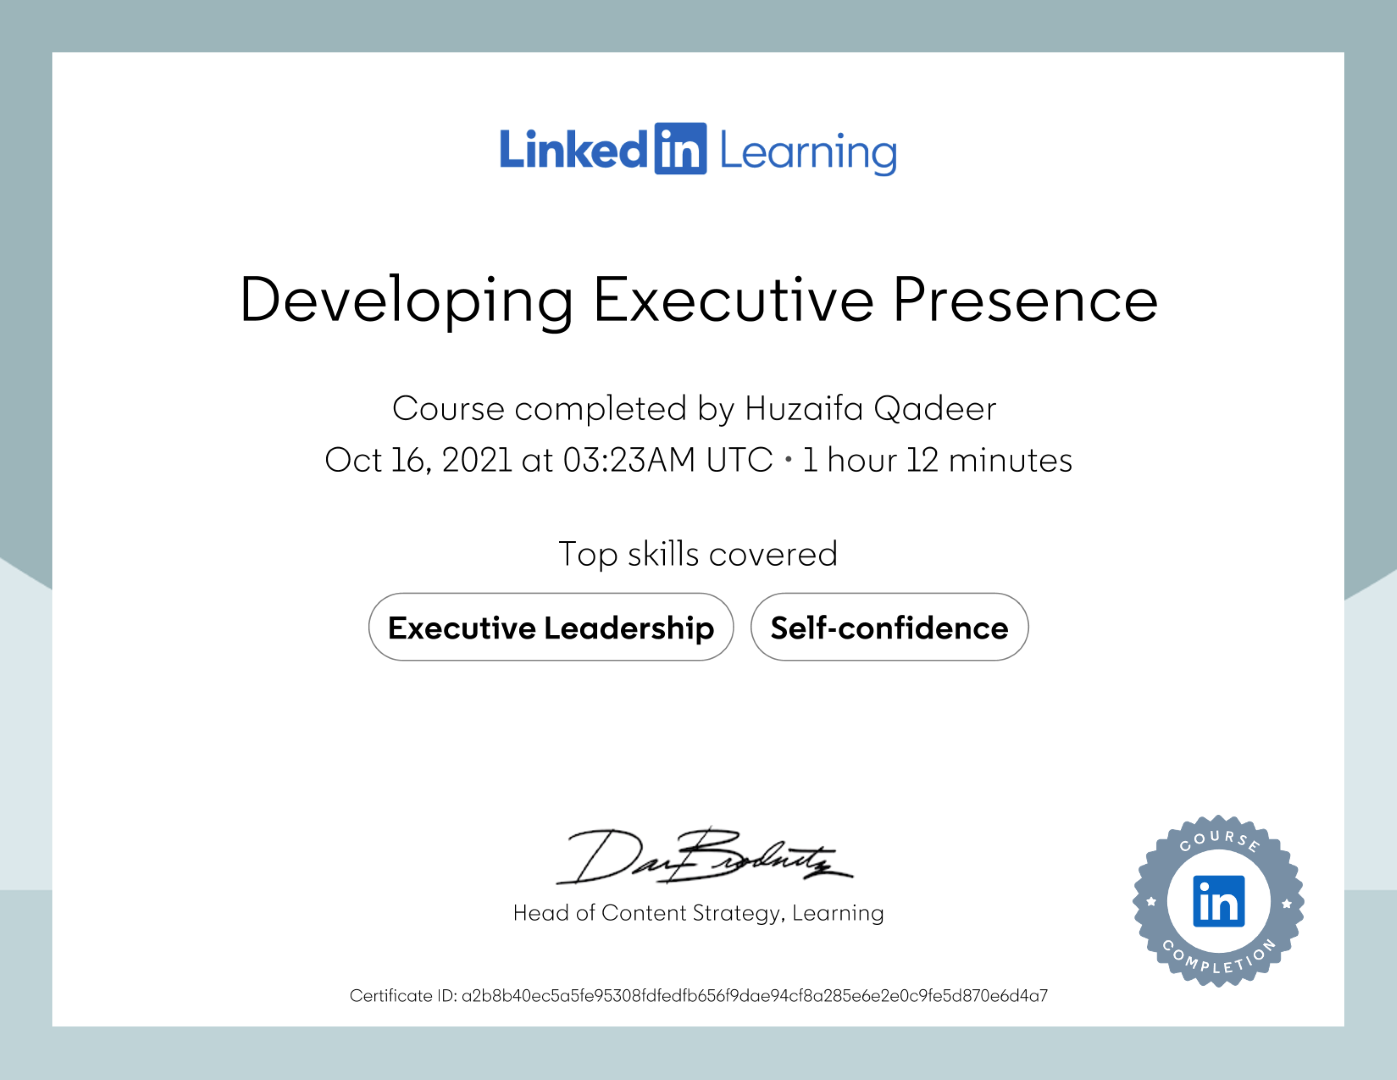 Linked in Learning
Developing Executive Presence
Course completed by Huzaifa Qadeer
Oct 16, 2021 at 03:23AM UTC • 1 hour 12 minutes
Top skills covered
Executive Leadership Self-confidence
Dan Brodnitz
Head of Content Strategy, Learning
COURSE
in
COMPLETION
Certificate ID: a2b8b40ec5a5fe95308fdfedfb656f9dae94cf8a285e6e2e0c9fe5d870e6d4a7